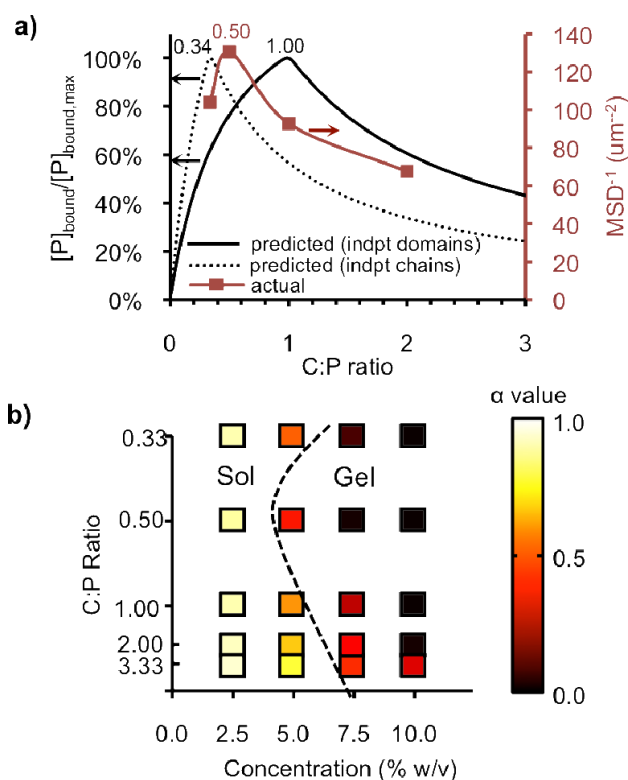 a)
0.34
0.50
1.00
100%
80%
60%
40%
20%
0%
[P]bound/[P]bound,max
140
120
100
80
60
40
20
0
MSD-1 (um--2)
predicted (indpt domains)
predicted (indpt chains)
actual
0
1
2
3
C:P ratio
b)
α value
0.33
0.50
1.00
2.00
3.33
C:P Ratio
Sol
Gel
1.0
0.5
0.0
0.0
2.5
5.0
7.5
10.0
Concentration (% w/v)